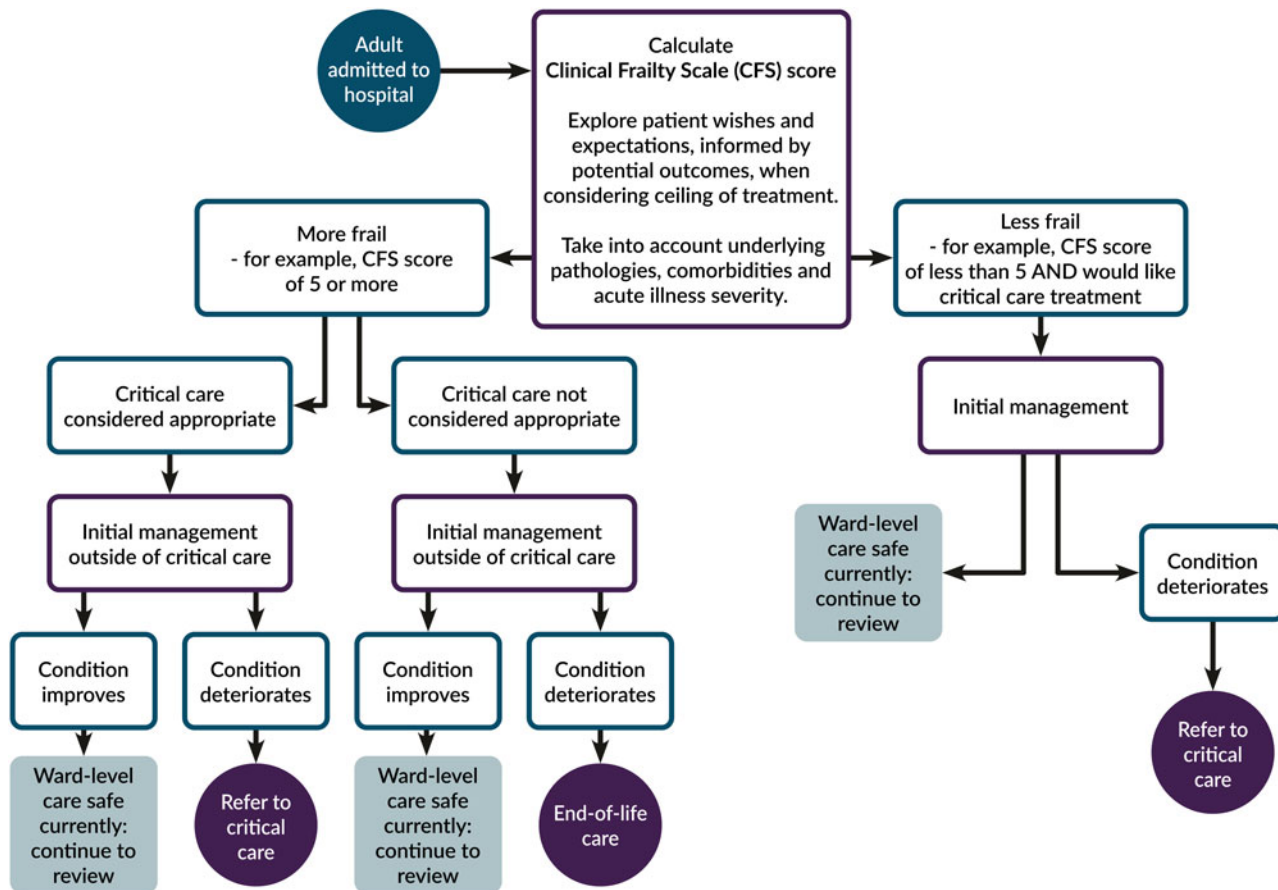 Adult
admitted to
hospital
Calculate
Clinical Frailty Scale (CFS) score
Explore patient wishes and
expectations, informed by
potential outcomes, when
considering ceiling of treatment.
Take into account underlying
pathologies, comorbidities and
acute illness severity.
More frail
- for example, CFS score
of 5 or more
Less frail
- for example, CFS score
of less than 5 AND would like
critical care treatment
Critical care
considered appropriate
Critical care not
considered appropriate
Initial management
Initial management
outside of critical care
Initial management
outside of critical care
Ward-level
care safe
currently:
continue to
review
Condition
deteriorates
Condition
improves
Condition
deteriorates
Condition
improves
Condition
deteriorates
Refer to
critical
care
Ward-level
care safe
currently:
continue to
review
Refer to
critical
care
Ward-level
care safe
currently:
continue to
review
End-of-life
care